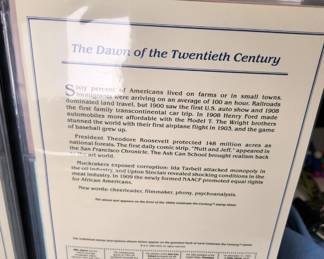 The Dawn of the Twentieth Century
Sixty percent of Americans lived on farms or in small towns.
Immigrants were arriving on an average of 100 an hour. Railroads
dominated land travel, but 1900 saw the first U.S. auto show and 1908
the first family transcontinental car trip. In 1908 Henry Ford made
automobiles more affordable with the Model T. The Wright brothers
stunned the world with their first airplane flight in 1903, and the game
of baseball grew up.
President Theodore Roosevelt protected 148 million acres as
national forests. The first daily comic strip, "Mutt and Jeff," appeared in
the San Francisco Chronicle. The Ash Can School brought realism back
to the art world.
Muckrakers exposed corruption: Ida Tarbell attacked monopoly in
the oil industry, and Upton Sinclair revealed shocking conditions in the
meat industry. In 1909 the newly formed NAACP promoted equal rights
for African Americans.
New words: cheerleader, filmmaker, phony, psychoanalysis.